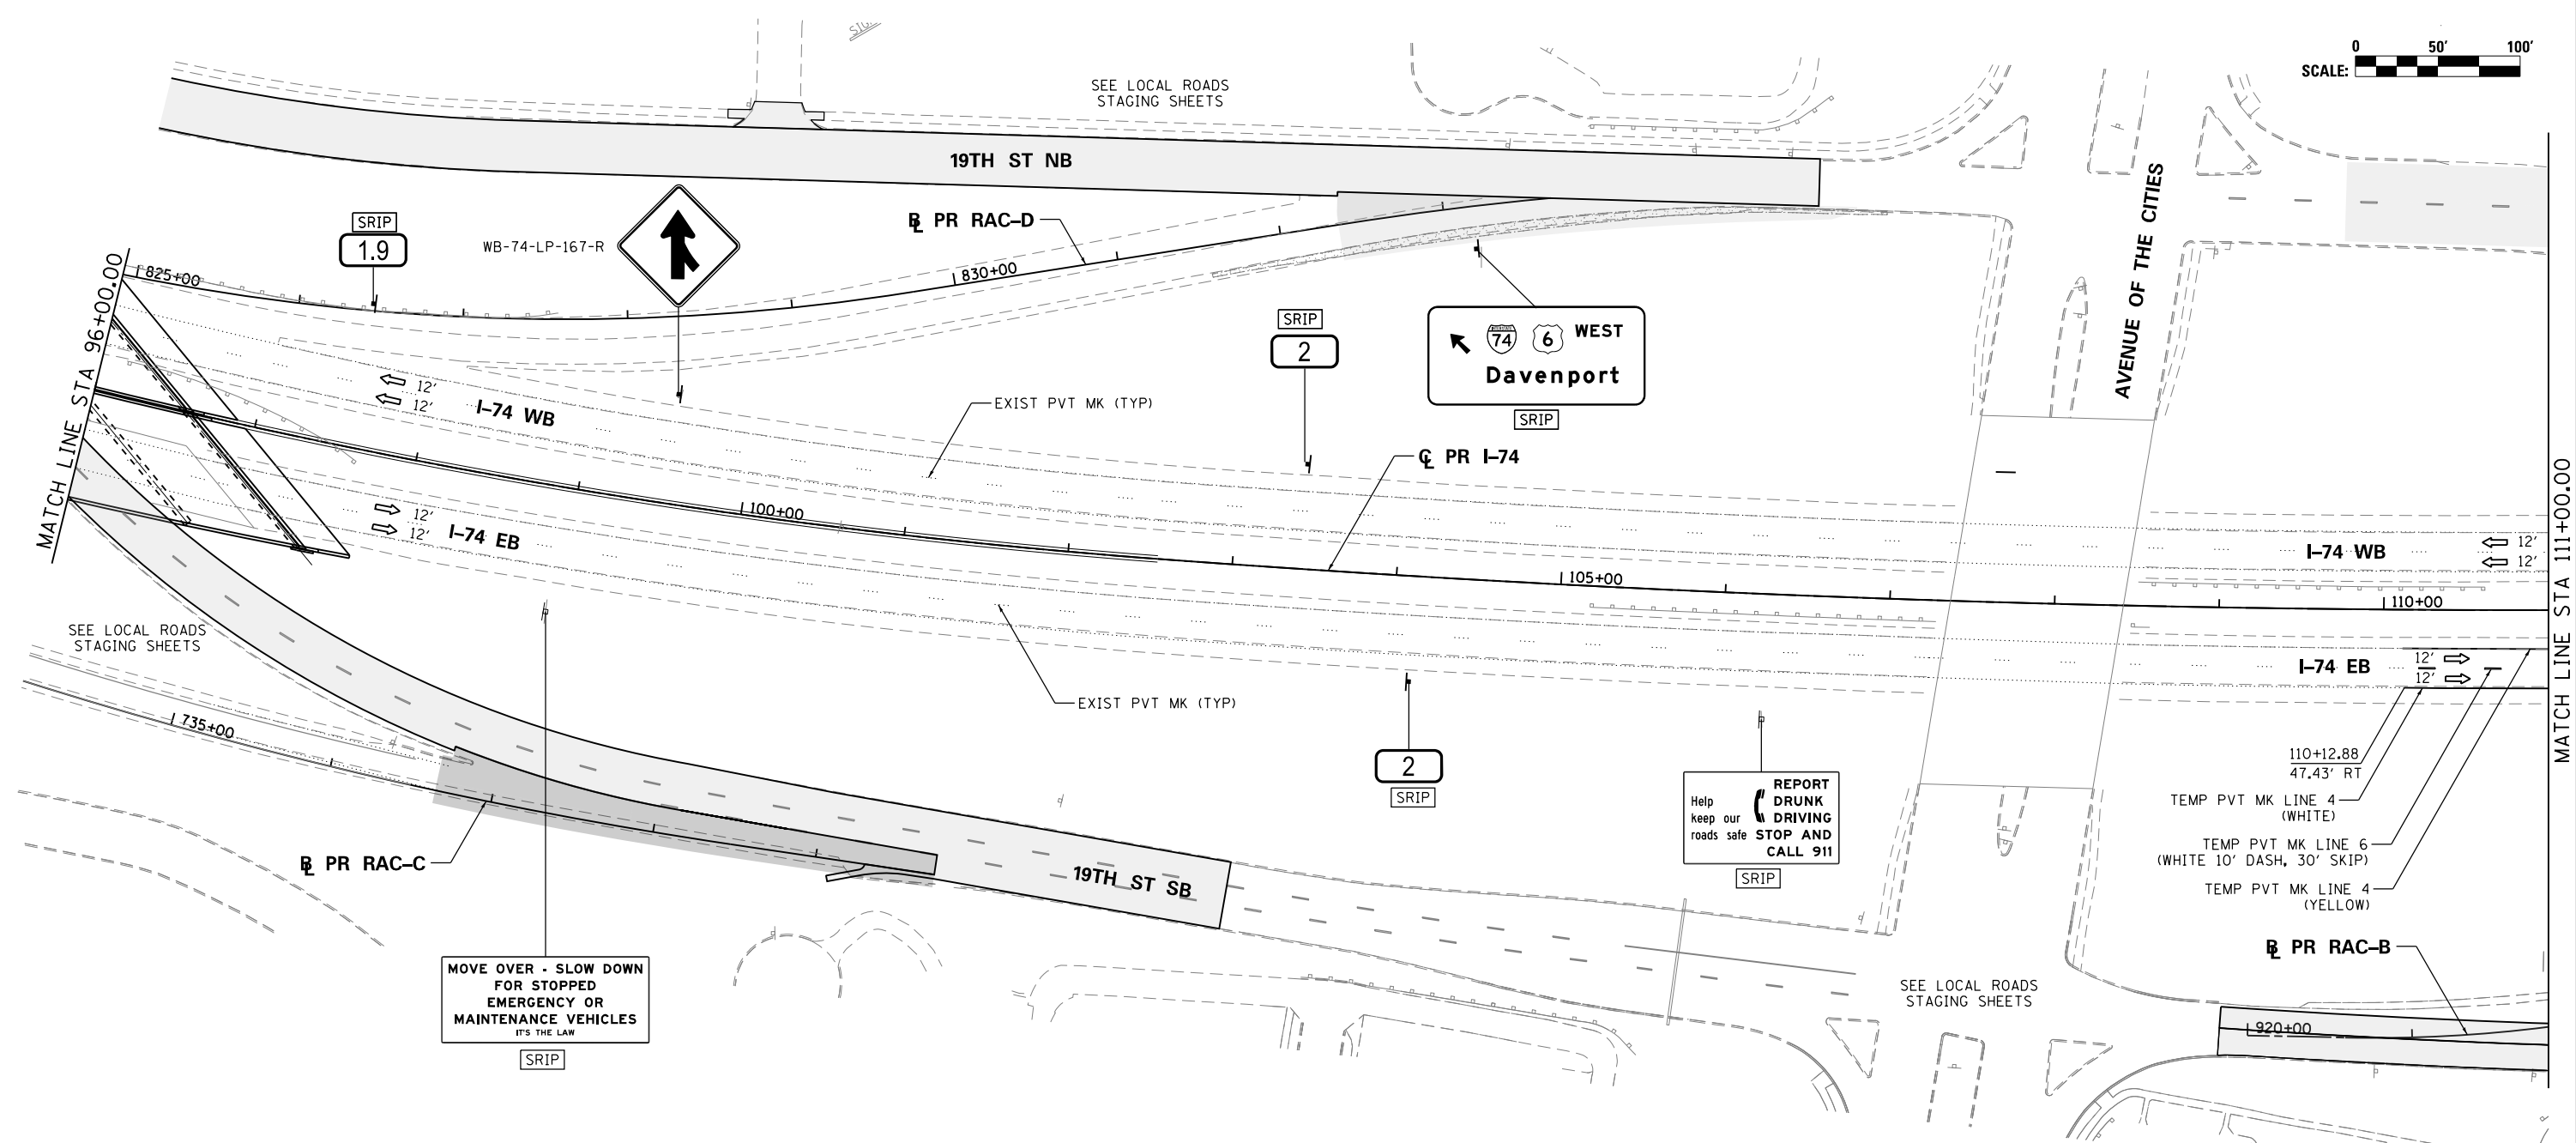 0 50' 100'
SCALE:
SEE LOCAL ROADS
STAGING SHEETS
19TH ST NB
AVENUE OF THE CITIES
SRIP
1.9
WB-74-LP-167-R
B
L PR RAC-D
825+00
830+00
MATCH LINE STA 96+00.00
SRIP
2
74 6 WEST
Davenport
SRIP
12'
12'
I-74 WB
EXIST PVT MK (TYP)
CL PR I-74
100+00
12'
12'
I-74 EB
105+00
I-74 WB
12'
12'
110+00
MATCH LINE STA 111+00.00
I-74 EB
12'
12'
SEE LOCAL ROADS
STAGING SHEETS
735+00
EXIST PVT MK (TYP)
2
SRIP
Help
keep our
roads safe
REPORT
DRUNK
DRIVING
STOP AND
CALL 911
SRIP
110+12.88
47.43' RT
TEMP PVT MK LINE 4
(WHITE)
TEMP PVT MK LINE 6
(WHITE 10' DASH, 30' SKIP)
TEMP PVT MK LINE 4
(YELLOW)
BL PR RAC-C
19TH ST SB
BL PR RAC-B
MOVE OVER - SLOW DOWN
FOR STOPPED
EMERGENCY OR
MAINTENANCE VEHICLES
IT'S THE LAW
SRIP
SEE LOCAL ROADS
STAGING SHEETS
920+00